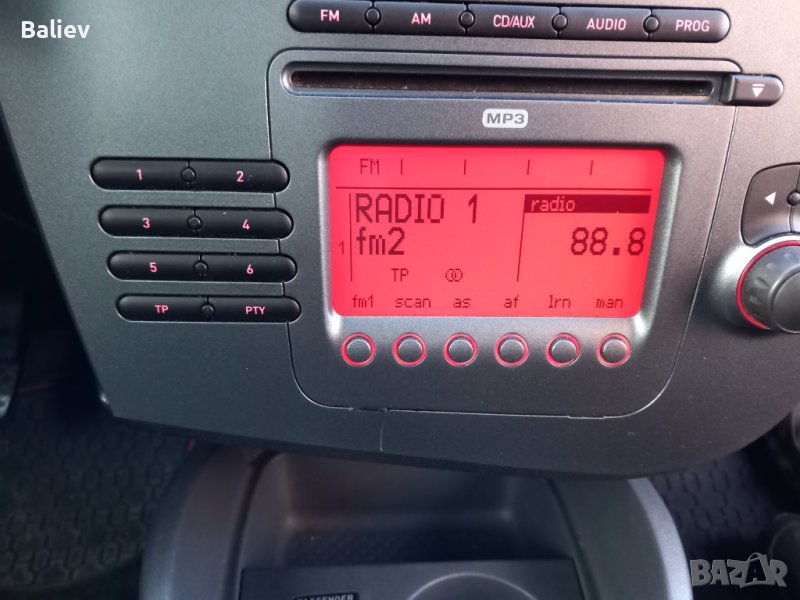 Baliev
FM AM CD/AUX AUDIO PROG
MP3
1 2
3 4
5 6
TP PTY
FM
RADIO 1 radio
1 fm2 88.8
TP
fm1 scan as af lrn man
BAZAR